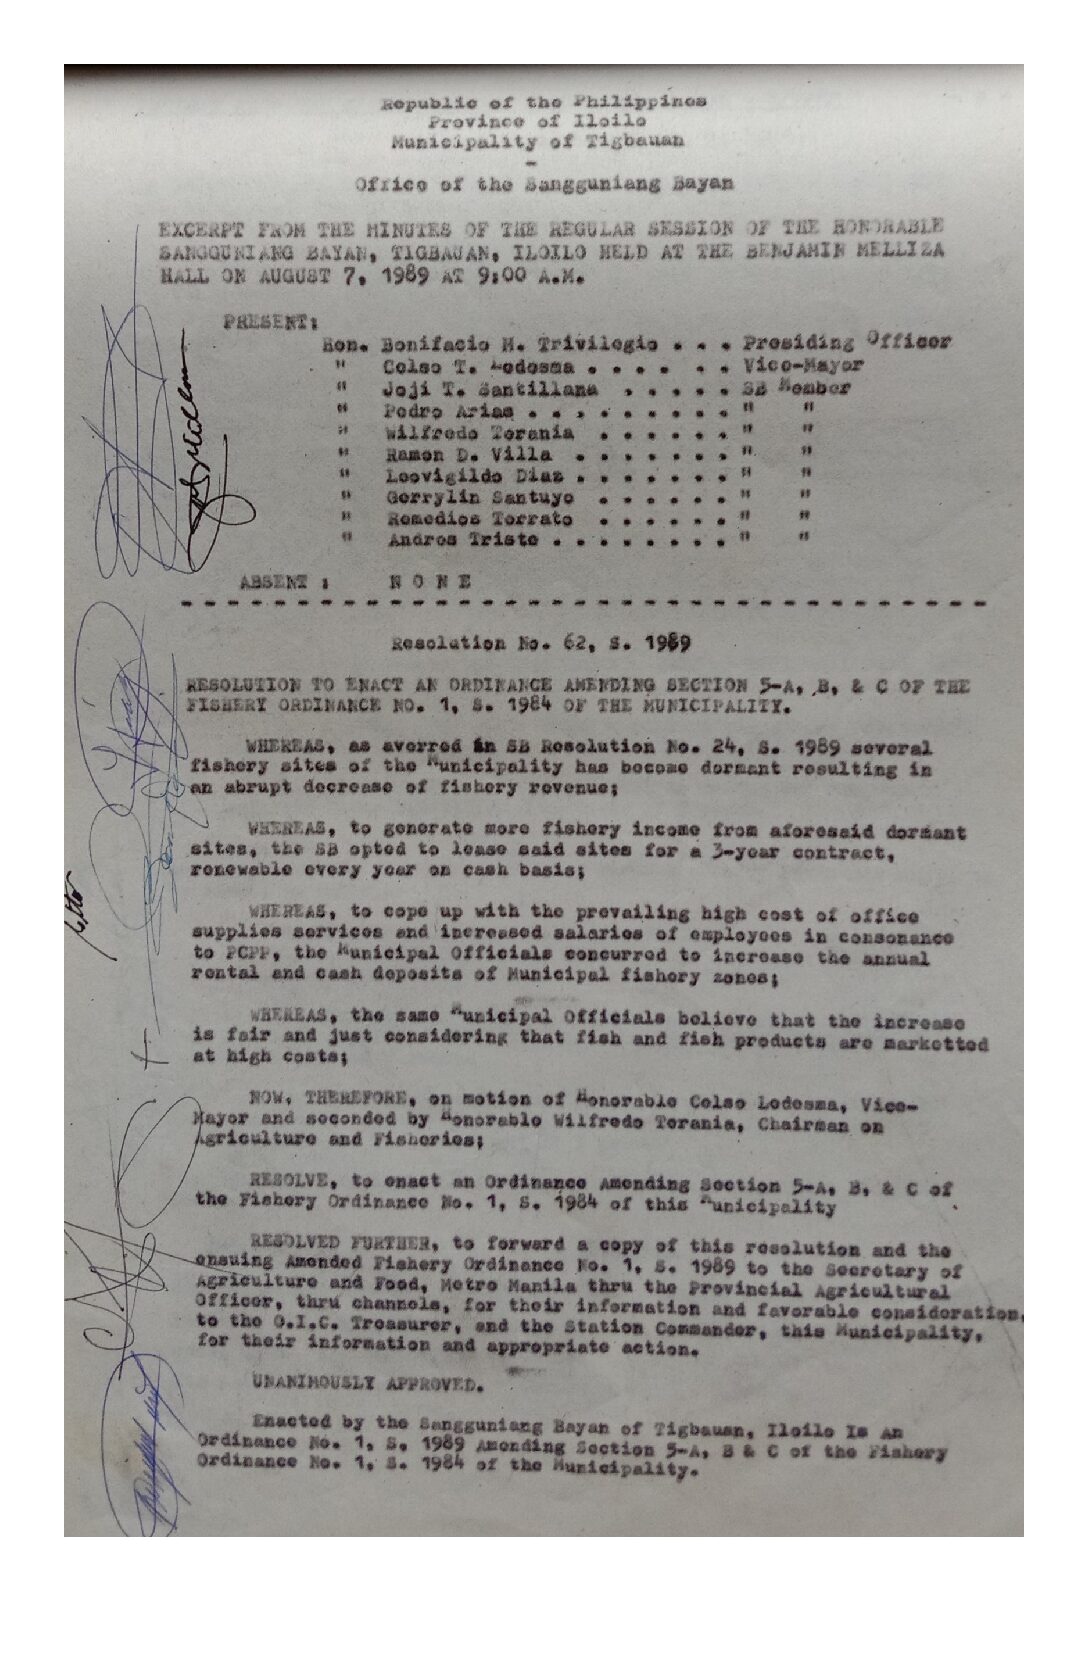 Republic of the Philippines
Province of Iloilo
Municipality of Tigbauan
-
Office of the Sangguniang Bayan
EXCERPT FROM THE MINUTES OF THE REGULAR SESSION OF THE HONORABLE
SANGGUNIANG BAYAN, TIGBAUAN, ILOILO HELD AT THE BENJAMIN MELLIZA
HALL ON AUGUST 7, 1989 AT 9:00 A.M.
PRESENT:
Hon. Bonifacio M. Trivilegio . . . Presiding Officer
" Celso T. Ledesma . . . . . . Vice-Mayor
" Joji T. Santillana . . . . . SB Member
" Pedro Arias . . . . . . . . . " "
" Wilfredo Torania . . . . . . " "
" Ramon D. Villa . . . . . . . " "
" Leovigildo Diaz . . . . . . . " "
" Gerrylin Santuyo . . . . . . " "
" Remedios Terrato . . . . . . " "
" Andres Triste . . . . . . . . " "
ABSENT : N O N E
Resolution No. 62, S. 1989
RESOLUTION TO ENACT AN ORDINANCE AMENDING SECTION 5-A, B, & C OF THE
FISHERY ORDINANCE NO. 1, S. 1984 OF THE MUNICIPALITY.
WHEREAS, as averred in SB Resolution No. 24, S. 1989 several
fishery sites of the Municipality has become dormant resulting in
an abrupt decrease of fishery revenue;
WHEREAS, to generate more fishery income from aforesaid dormant
sites, the SB opted to lease said sites for a 3-year contract,
renewable every year on cash basis;
WHEREAS, to cope up with the prevailing high cost of office
supplies services and increased salaries of employees in consonance
to PCPP, the Municipal Officials concurred to increase the annual
rental and cash deposits of Municipal fishery zones;
WHEREAS, the same Municipal Officials believe that the increase
is fair and just considering that fish and fish products are marketted
at high costs;
NOW, THEREFORE, on motion of Honorable Celso Ledesma, Vice-
Mayor and seconded by Honorable Wilfredo Torania, Chairman on
Agriculture and Fisheries;
RESOLVE, to enact an Ordinance Amending Section 5-A, B, & C of
the Fishery Ordinance No. 1, S. 1984 of this Municipality
RESOLVED FURTHER, to forward a copy of this resolution and the
ensuing Amended Fishery Ordinance No. 1, S. 1989 to the Secretary of
Agriculture and Food, Metro Manila thru the Provincial Agricultural
Officer, thru channels, for their information and favorable consideration,
to the O.I.C. Treasurer, and the Station Commander, this Municipality,
for their information and appropriate action.
UNANIMOUSLY APPROVED.
Enacted by the Sangguniang Bayan of Tigbauan, Iloilo Is An
Ordinance No. 1, S. 1989 Amending Section 5-A, B & C of the Fishery
Ordinance No. 1, S. 1984 of the Municipality.